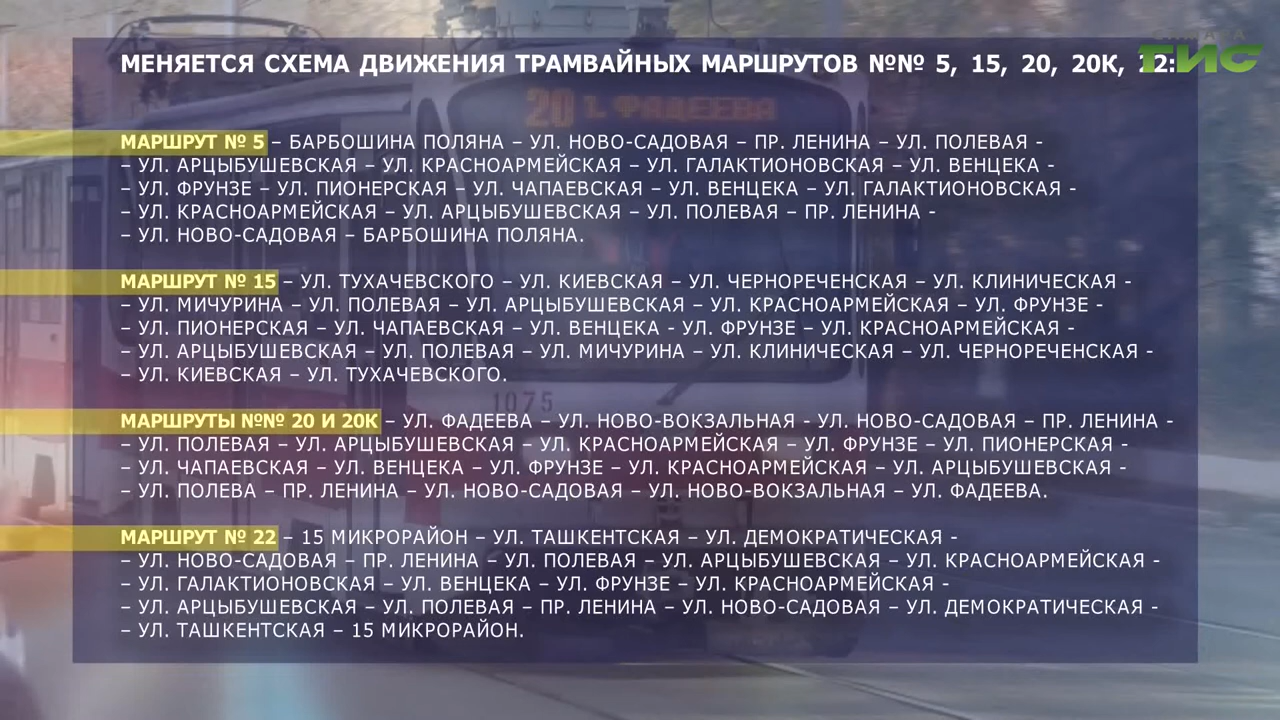 САМАРА
ГИС
МЕНЯЕТСЯ СХЕМА ДВИЖЕНИЯ ТРАМВАЙНЫХ МАРШРУТОВ №№ 5, 15, 20, 20К, 22:
20 УЛ. ФАДЕЕВА
МАРШРУТ № 5 – БАРБОШИНА ПОЛЯНА – УЛ. НОВО-САДОВАЯ – ПР. ЛЕНИНА – УЛ. ПОЛЕВАЯ -
– УЛ. АРЦЫБУШЕВСКАЯ – УЛ. КРАСНОАРМЕЙСКАЯ – УЛ. ГАЛАКТИОНОВСКАЯ – УЛ. ВЕНЦЕКА -
– УЛ. ФРУНЗЕ – УЛ. ПИОНЕРСКАЯ – УЛ. ЧАПАЕВСКАЯ – УЛ. ВЕНЦЕКА – УЛ. ГАЛАКТИОНОВСКАЯ -
– УЛ. КРАСНОАРМЕЙСКАЯ – УЛ. АРЦЫБУШЕВСКАЯ – УЛ. ПОЛЕВАЯ – ПР. ЛЕНИНА -
– УЛ. НОВО-САДОВАЯ – БАРБОШИНА ПОЛЯНА.
МАРШРУТ № 15 – УЛ. ТУХАЧЕВСКОГО – УЛ. КИЕВСКАЯ – УЛ. ЧЕРНОРЕЧЕНСКАЯ – УЛ. КЛИНИЧЕСКАЯ -
– УЛ. МИЧУРИНА – УЛ. ПОЛЕВАЯ – УЛ. АРЦЫБУШЕВСКАЯ – УЛ. КРАСНОАРМЕЙСКАЯ – УЛ. ФРУНЗЕ -
– УЛ. ПИОНЕРСКАЯ – УЛ. ЧАПАЕВСКАЯ – УЛ. ВЕНЦЕКА - УЛ. ФРУНЗЕ – УЛ. КРАСНОАРМЕЙСКАЯ -
– УЛ. АРЦЫБУШЕВСКАЯ – УЛ. ПОЛЕВАЯ – УЛ. МИЧУРИНА – УЛ. КЛИНИЧЕСКАЯ – УЛ. ЧЕРНОРЕЧЕНСКАЯ -
– УЛ. КИЕВСКАЯ – УЛ. ТУХАЧЕВСКОГО.
1075
МАРШРУТЫ №№ 20 И 20К – УЛ. ФАДЕЕВА – УЛ. НОВО-ВОКЗАЛЬНАЯ - УЛ. НОВО-САДОВАЯ – ПР. ЛЕНИНА -
– УЛ. ПОЛЕВАЯ – УЛ. АРЦЫБУШЕВСКАЯ – УЛ. КРАСНОАРМЕЙСКАЯ – УЛ. ФРУНЗЕ – УЛ. ПИОНЕРСКАЯ -
– УЛ. ЧАПАЕВСКАЯ – УЛ. ВЕНЦЕКА – УЛ. ФРУНЗЕ – УЛ. КРАСНОАРМЕЙСКАЯ – УЛ. АРЦЫБУШЕВСКАЯ -
– УЛ. ПОЛЕВА – ПР. ЛЕНИНА – УЛ. НОВО-САДОВАЯ – УЛ. НОВО-ВОКЗАЛЬНАЯ – УЛ. ФАДЕЕВА.
МАРШРУТ № 22 – 15 МИКРОРАЙОН – УЛ. ТАШКЕНТСКАЯ – УЛ. ДЕМОКРАТИЧЕСКАЯ -
– УЛ. НОВО-САДОВАЯ – ПР. ЛЕНИНА – УЛ. ПОЛЕВАЯ – УЛ. АРЦЫБУШЕВСКАЯ – УЛ. КРАСНОАРМЕЙСКАЯ -
– УЛ. ГАЛАКТИОНОВСКАЯ – УЛ. ВЕНЦЕКА – УЛ. ФРУНЗЕ – УЛ. КРАСНОАРМЕЙСКАЯ -
– УЛ. АРЦЫБУШЕВСКАЯ – УЛ. ПОЛЕВАЯ – ПР. ЛЕНИНА – УЛ. НОВО-САДОВАЯ – УЛ. ДЕМОКРАТИЧЕСКАЯ -
– УЛ. ТАШКЕНТСКАЯ – 15 МИКРОРАЙОН.